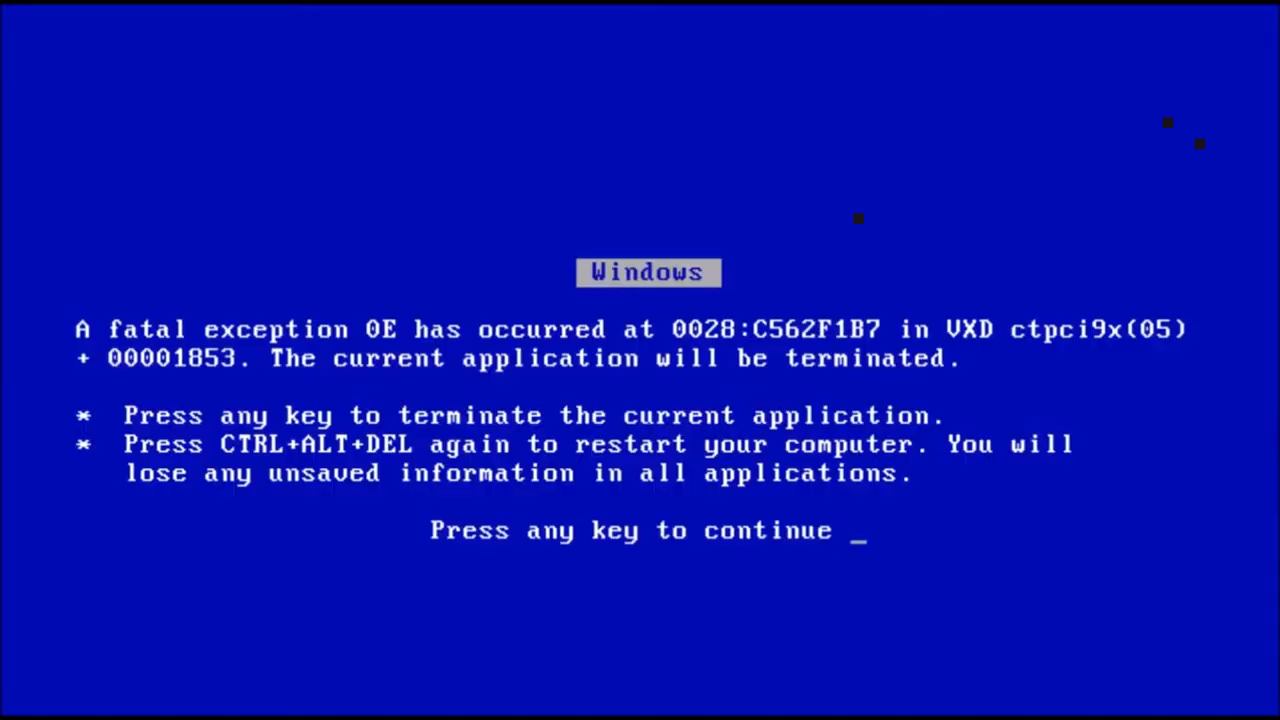 Windows
A fatal exception 0E has occurred at 0028:C562F1B7 in VXD ctpci9x(05)
+ 00001853. The current application will be terminated.
* Press any key to terminate the current application.
* Press CTRL+ALT+DEL again to restart your computer. You will
lose any unsaved information in all applications.
Press any key to continue _